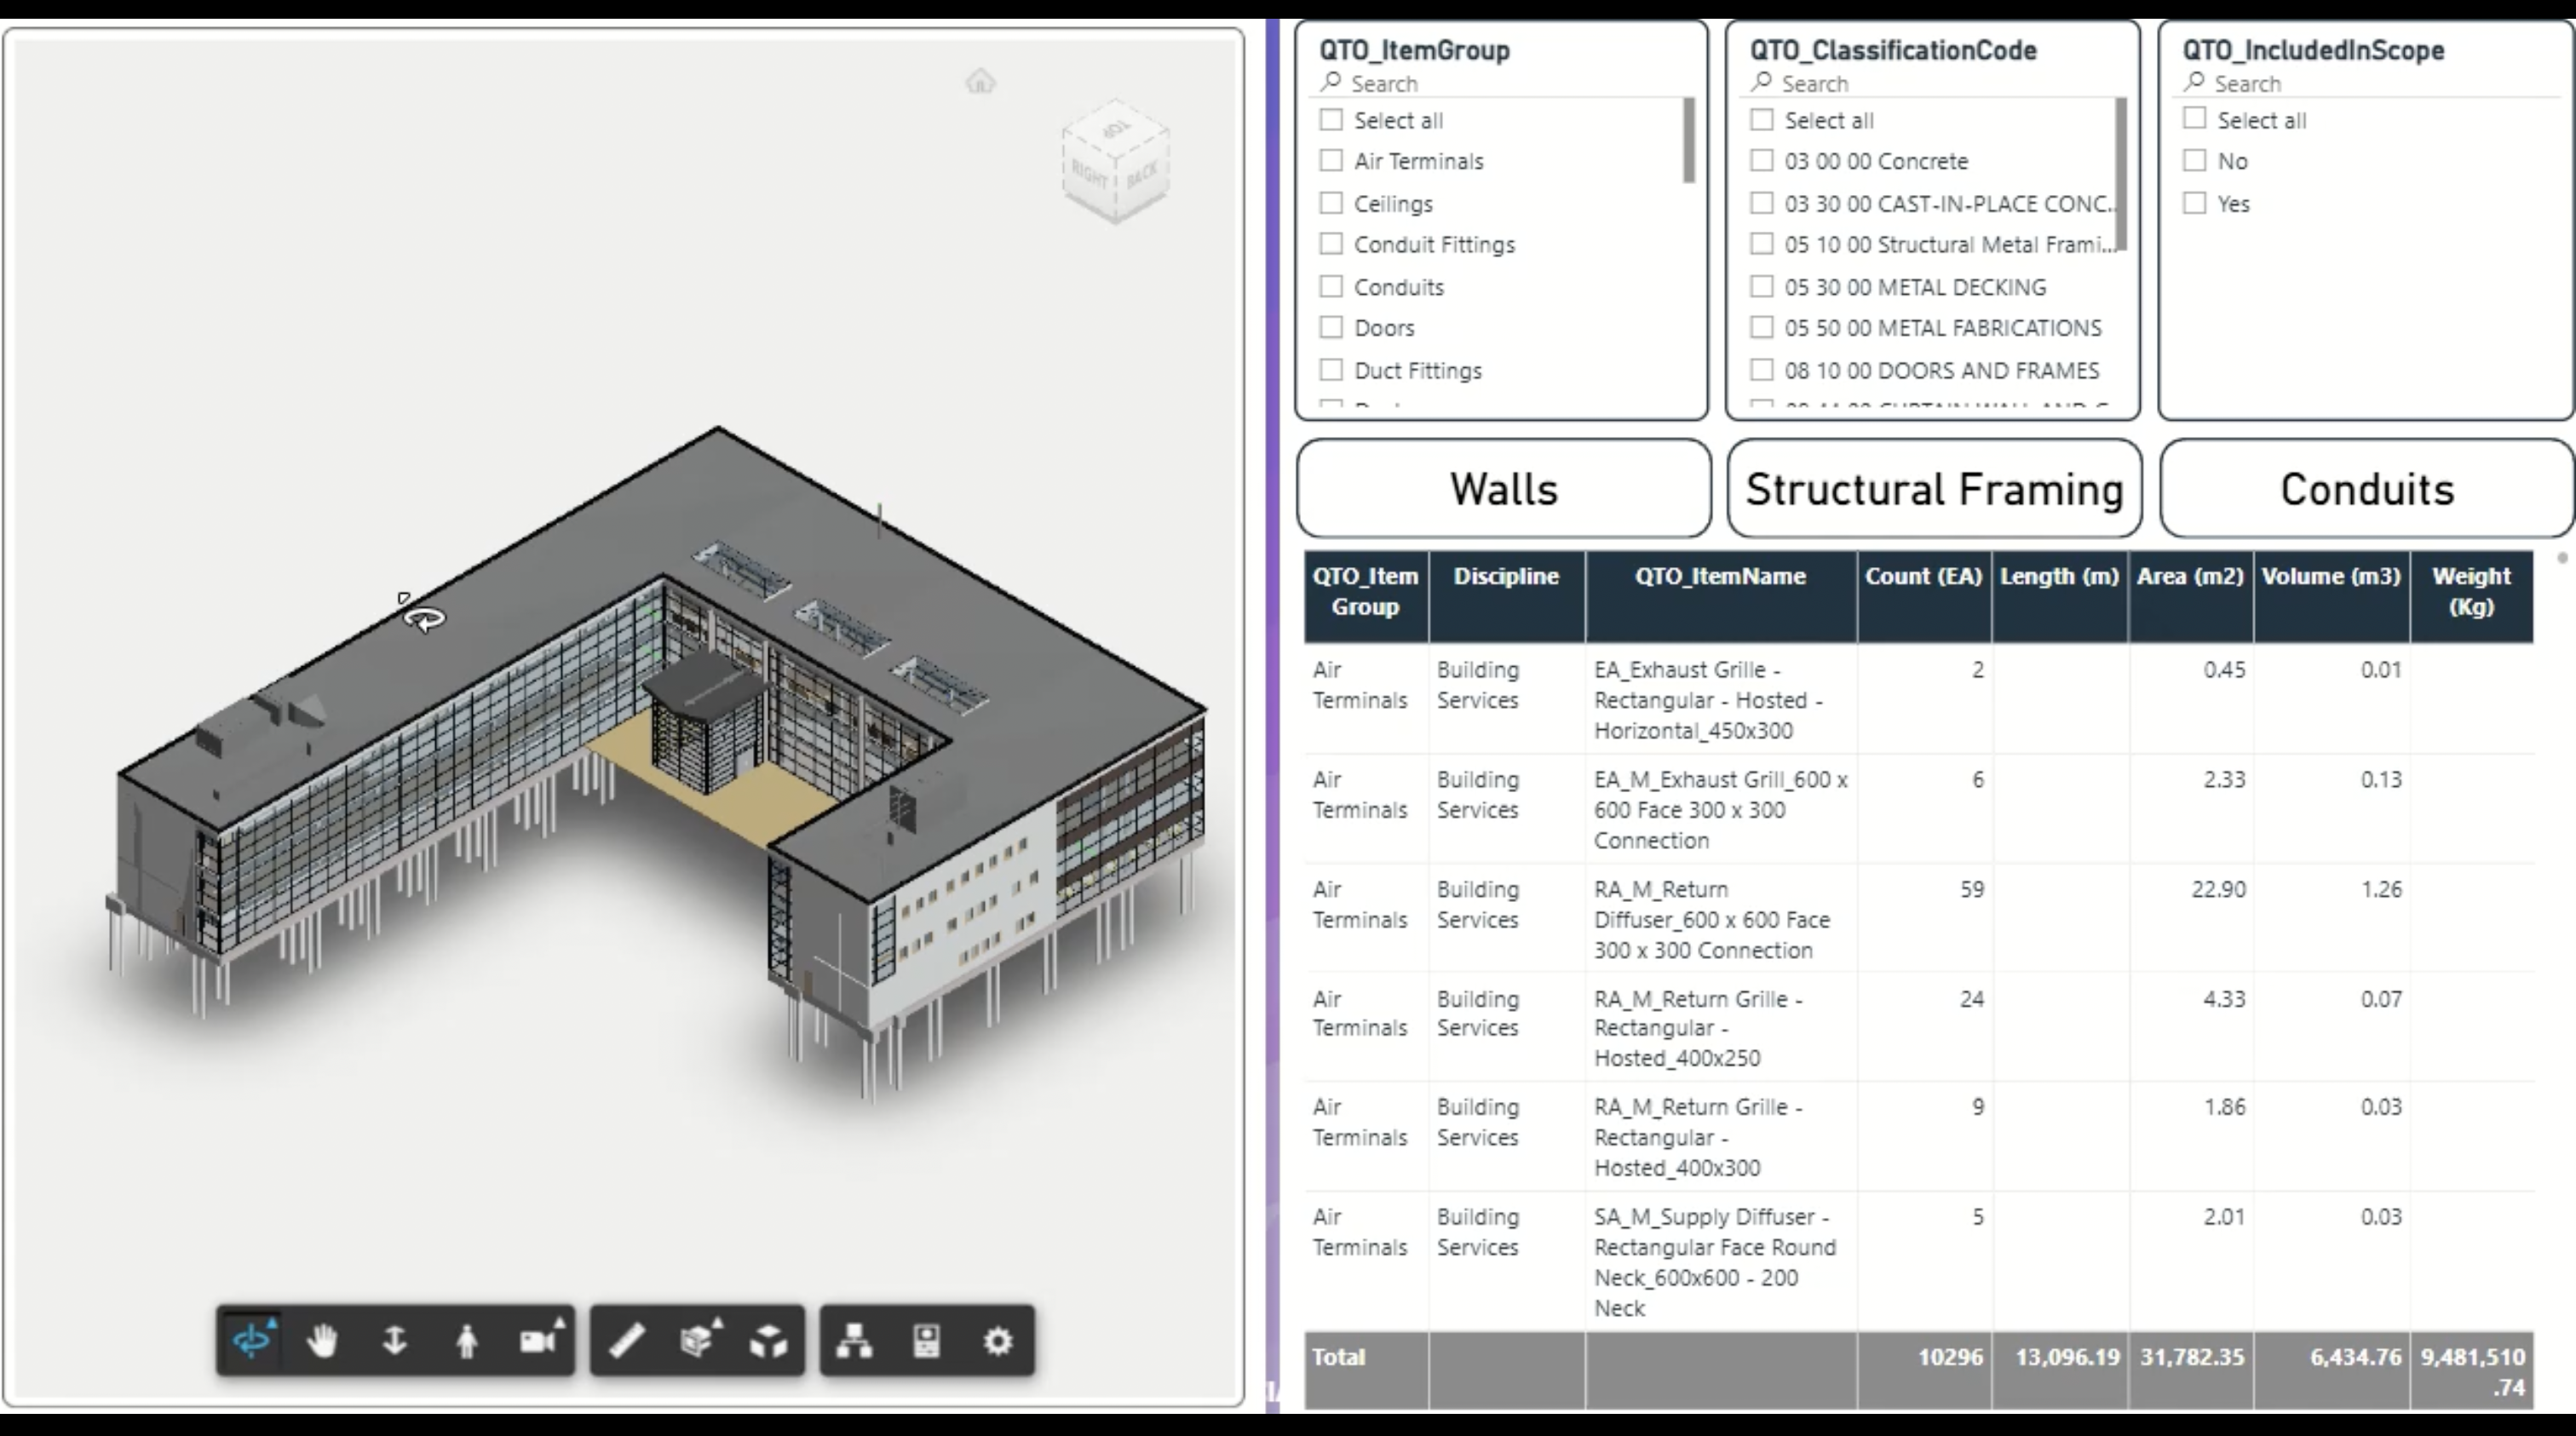 TOP
RIGHT
BACK
QTO_ItemGroup
Search
Select all
Air Terminals
Ceilings
Conduit Fittings
Conduits
Doors
Duct Fittings
QTO_ClassificationCode
Search
Select all
03 00 00 Concrete
03 30 00 CAST-IN-PLACE CONC...
05 10 00 Structural Metal Frami...
05 30 00 METAL DECKING
05 50 00 METAL FABRICATIONS
08 10 00 DOORS AND FRAMES
QTO_IncludedInScope
Search
Select all
No
Yes
Walls
Structural Framing
Conduits
QTO_Item Group Discipline QTO_ItemName Count (EA) Length (m) Area (m2) Volume (m3) Weight (Kg)
Air Terminals Building Services EA_Exhaust Grille - Rectangular - Hosted - Horizontal_450x300 2 0.45 0.01
Air Terminals Building Services EA_M_Exhaust Grill_600 x 600 Face 300 x 300 Connection 6 2.33 0.13
Air Terminals Building Services RA_M_Return Diffuser_600 x 600 Face 300 x 300 Connection 59 22.90 1.26
Air Terminals Building Services RA_M_Return Grille - Rectangular - Hosted_400x250 24 4.33 0.07
Air Terminals Building Services RA_M_Return Grille - Rectangular - Hosted_400x300 9 1.86 0.03
Air Terminals Building Services SA_M_Supply Diffuser - Rectangular Face Round Neck_600x600 - 200 Neck 5 2.01 0.03
Total 10296 13,096.19 31,782.35 6,434.76 9,481,510.74